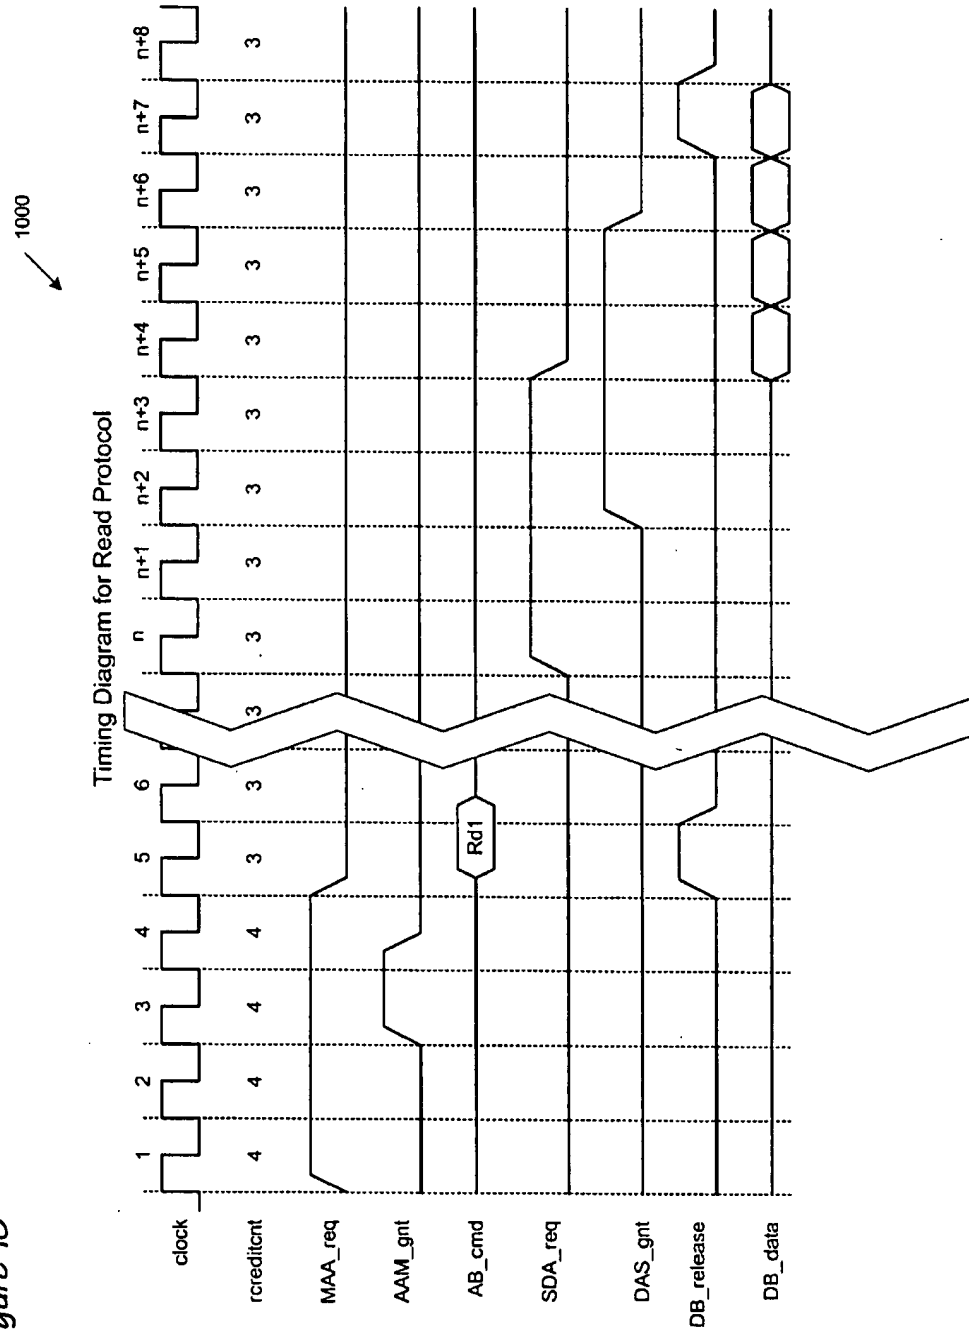 1000
Timing Diagram for Read Protocol
1 2 3 4 5 6 n n+1 n+2 n+3 n+4 n+5 n+6 n+7 n+8
clock
rcreditcnt 4 4 4 4 3 3 3 3 3 3 3 3 3 3 3 3
MAA_req
AAM_gnt
AB_cmd Rd1
SDA_req
DAS_gnt
DB_release
DB_data